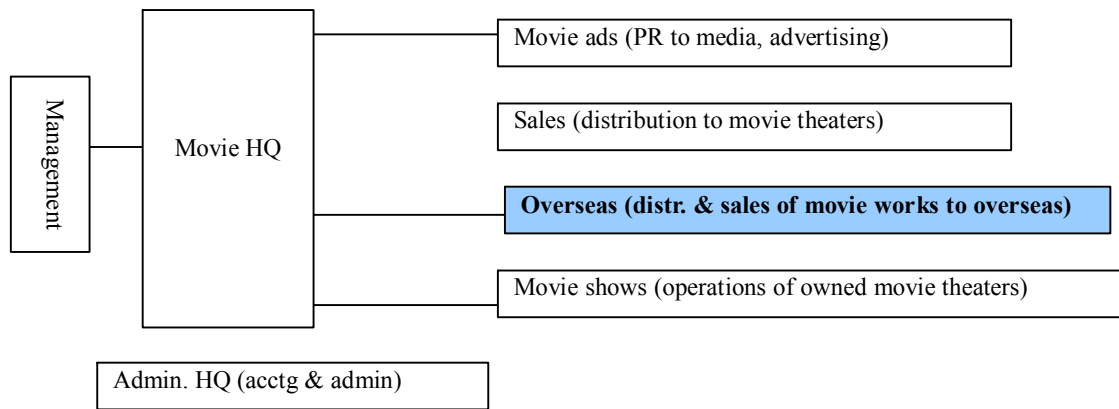 Management
Movie HQ
Movie ads (PR to media, advertising)
Sales (distribution to movie theaters)
Overseas (distr. & sales of movie works to overseas)
Movie shows (operations of owned movie theaters)
Admin. HQ (acctg & admin)